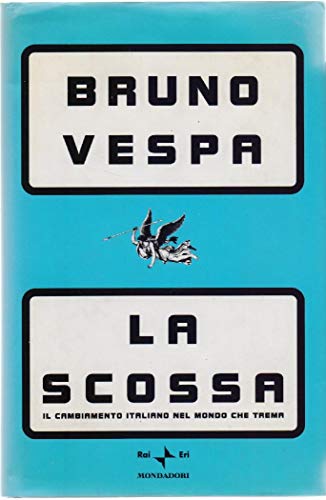 BRUNO
VESPA
LA
SCOSSA
IL CAMBIAMENTO ITALIANO NEL MONDO CHE TREMA
Rai Eri
MONDADORI